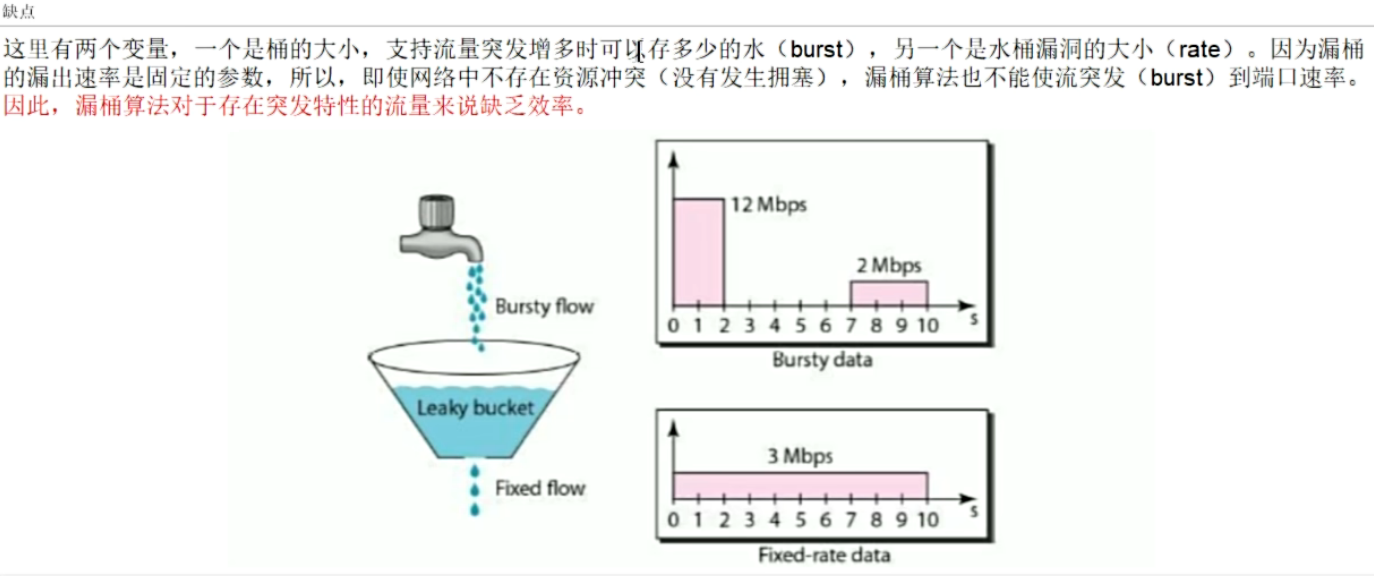 缺点
这里有两个变量，一个是桶的大小，支持流量突发增多时可以存多少的水（burst），另一个是水桶漏洞的大小（rate）。因为漏桶
的漏出速率是固定的参数，所以，即使网络中不存在资源冲突（没有发生拥塞），漏桶算法也不能使流突发（burst）到端口速率。
因此，漏桶算法对于存在突发特性的流量来说缺乏效率。
12 Mbps
2 Mbps
Bursty flow
0 1 2 3 4 5 6 7 8 9 10 s
Bursty data
Leaky bucket
3 Mbps
Fixed flow
0 1 2 3 4 5 6 7 8 9 10 s
Fixed-rate data